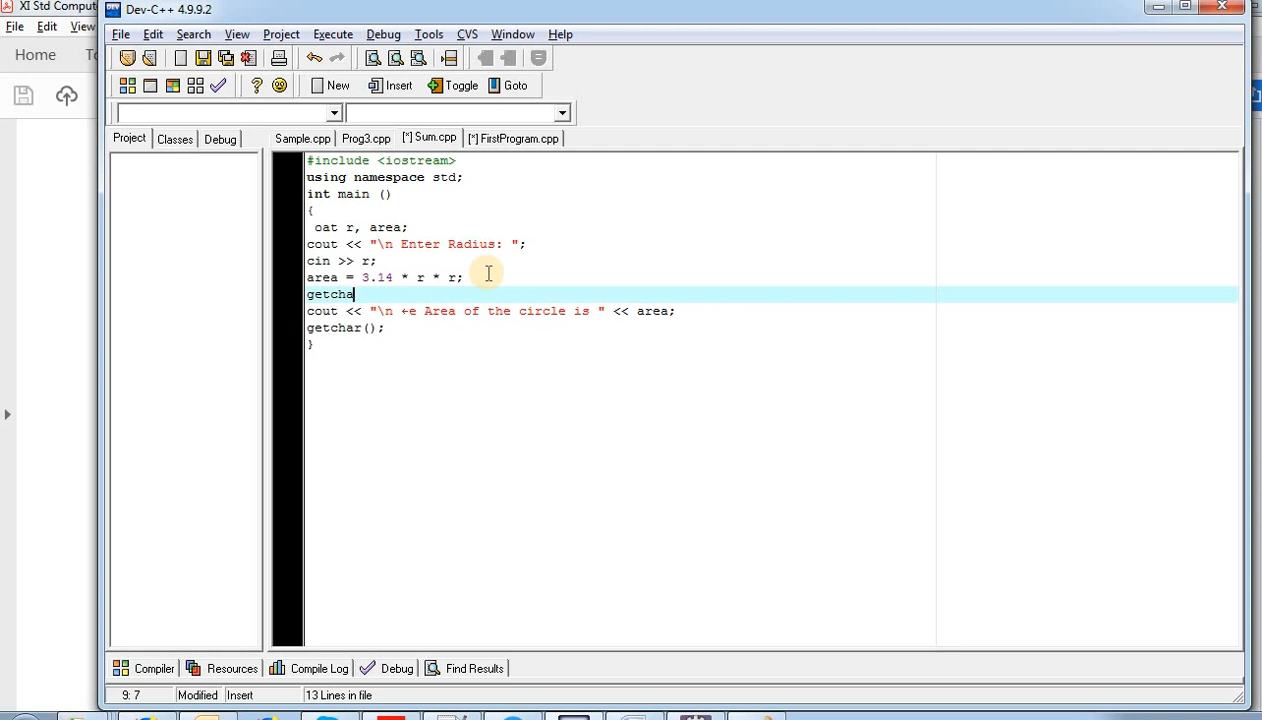 XI Std Comput
Dev-C++ 4.9.9.2
File Edit View
File Edit Search View Project Execute Debug Tools CVS Window Help
Home To
New Insert Toggle Goto
Project Classes Debug
Sample.cpp Prog3.cpp [*] Sum.cpp [*] FirstProgram.cpp
#include <iostream>
using namespace std;
int main ()
{
oat r, area;
cout << "\n Enter Radius: ";
cin >> r;
area = 3.14 * r * r;
getcha
cout << "\n ←e Area of the circle is " << area;
getchar();
}
Compiler Resources Compile Log Debug Find Results
9: 7 Modified Insert 13 Lines in file